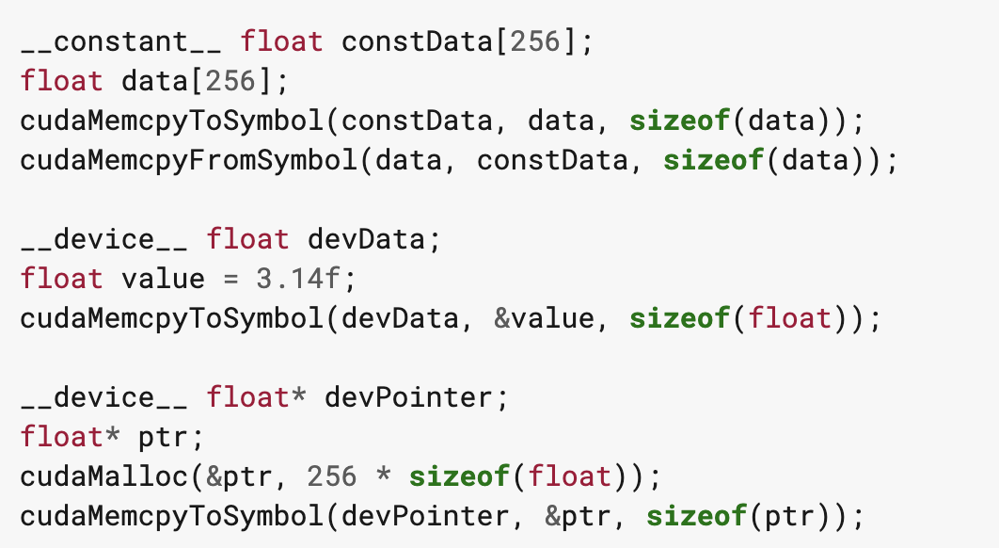 __constant__ float constData[256];
float data[256];
cudaMemcpyToSymbol(constData, data, sizeof(data));
cudaMemcpyFromSymbol(data, constData, sizeof(data));
__device__ float devData;
float value = 3.14f;
cudaMemcpyToSymbol(devData, &value, sizeof(float));
__device__ float* devPointer;
float* ptr;
cudaMalloc(&ptr, 256 * sizeof(float));
cudaMemcpyToSymbol(devPointer, &ptr, sizeof(ptr));